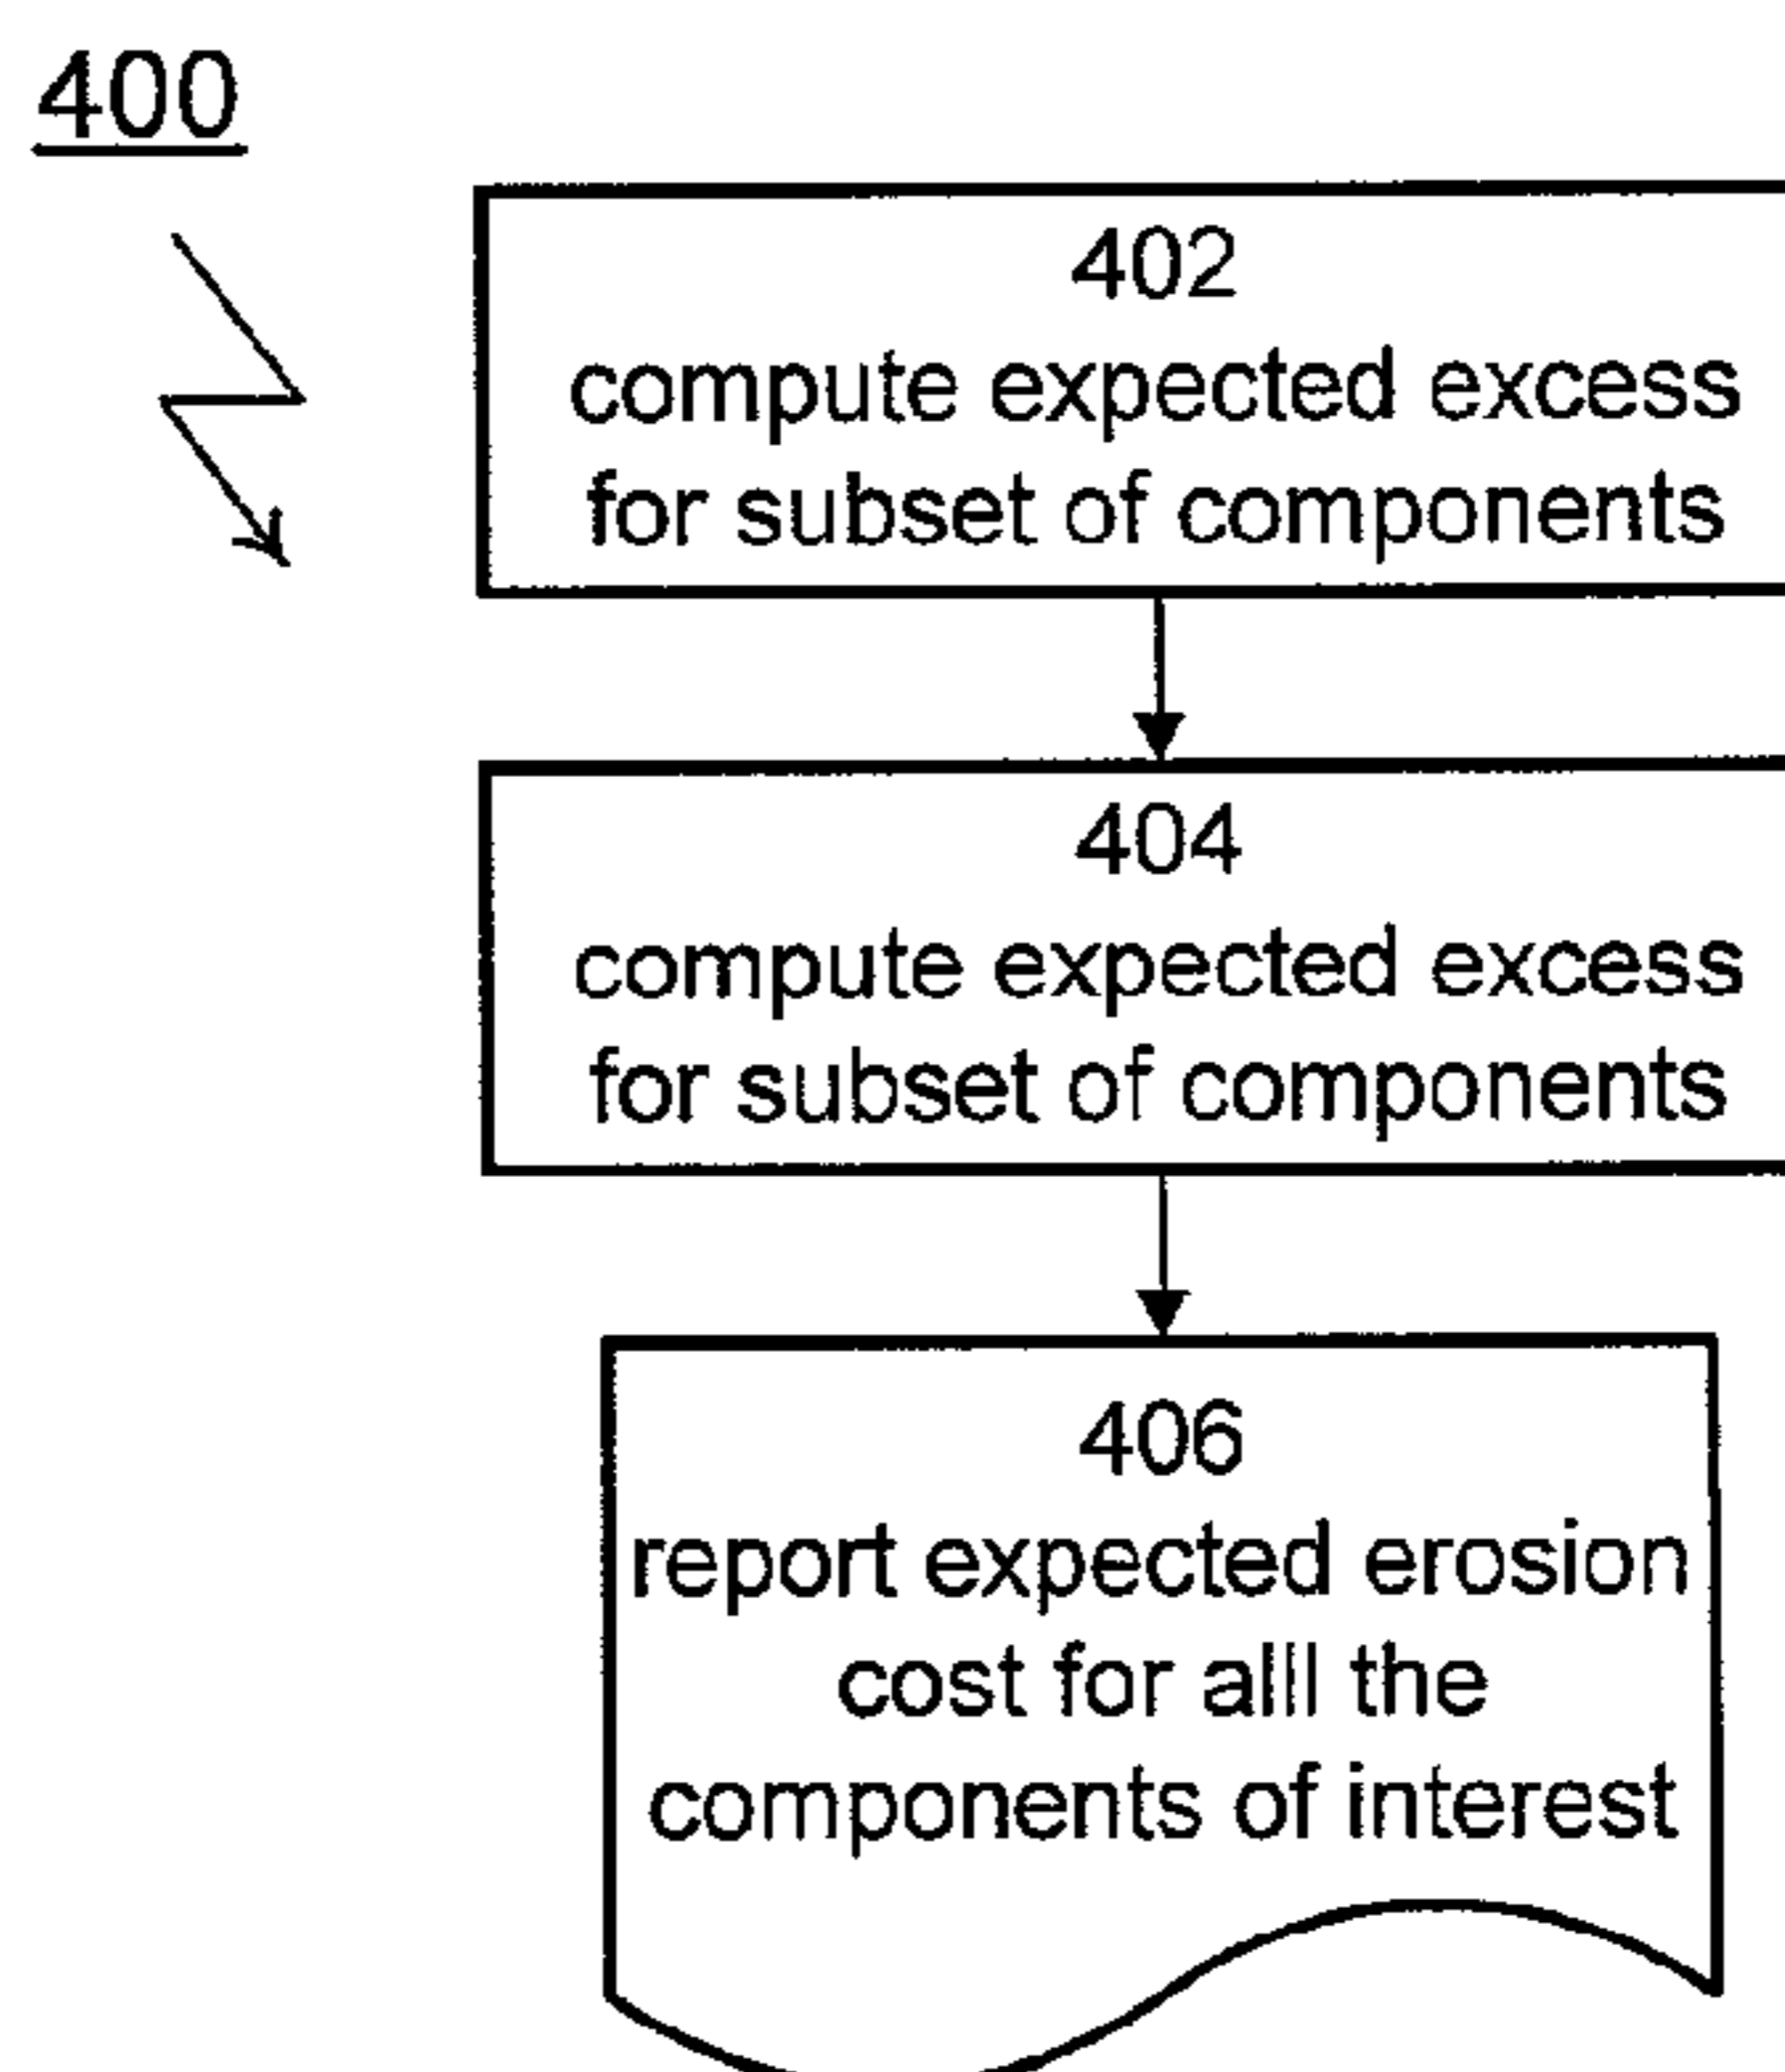 400
402
compute expected excess
for subset of components
404
compute expected excess
for subset of components
406
report expected erosion
cost for alll the
components of interest